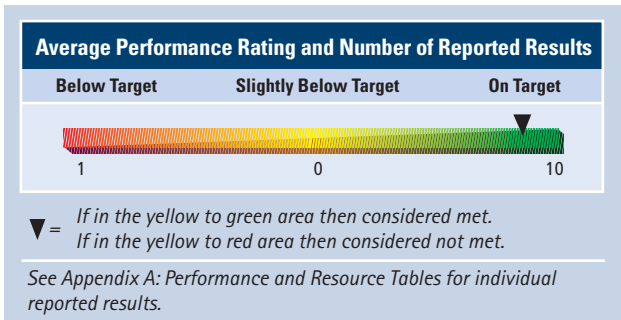 Average Performance Rating and Number of Reported Results
Below Target Slightly Below Target On Target
1 0 10
= If in the yellow to green area then considered met.
If in the yellow to red area then considered not met.
See Appendix A: Performance and Resource Tables for individual
reported results.